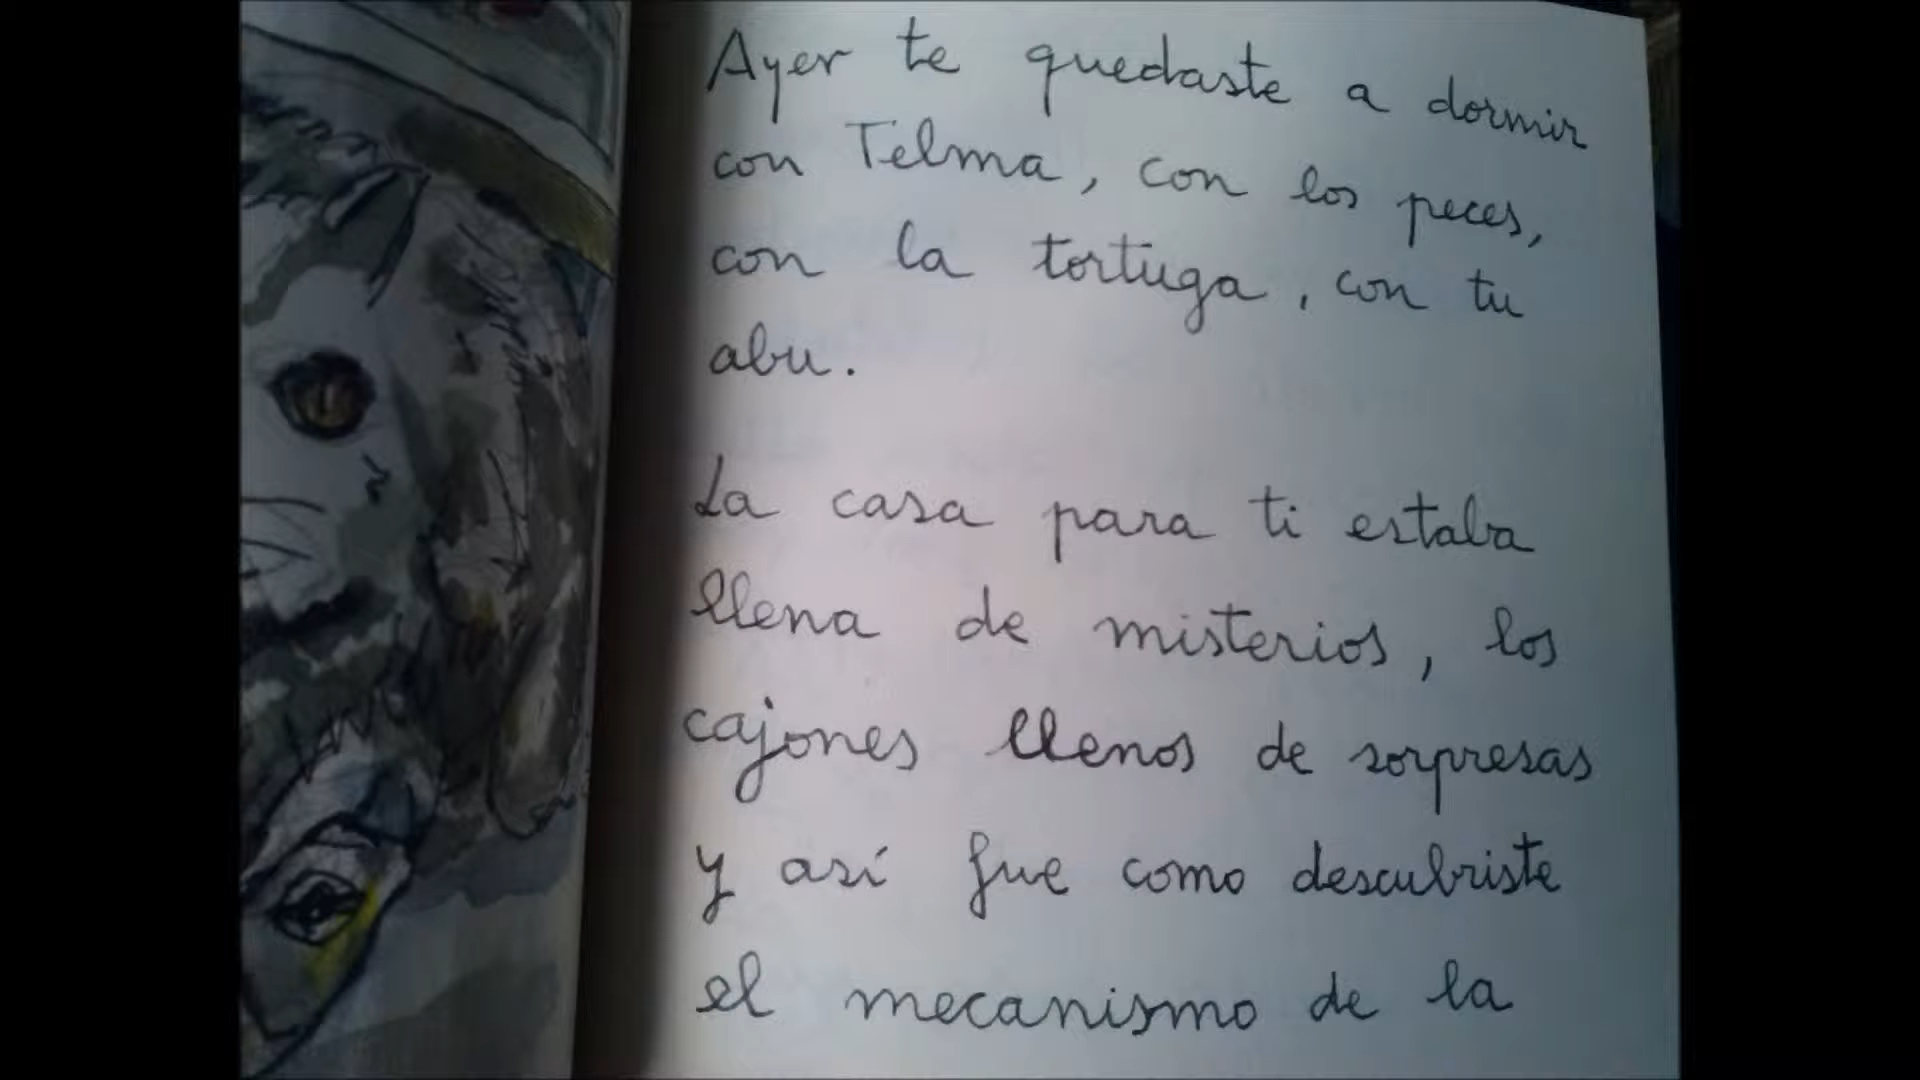 Ayer te quedaste a dormir
con Telma, con los peces,
con la tortuga, con tu
abu.
La casa para ti estaba
llena de misterios, los
cajones llenos de sorpresas
y así fue como descubriste
el mecanismo de la